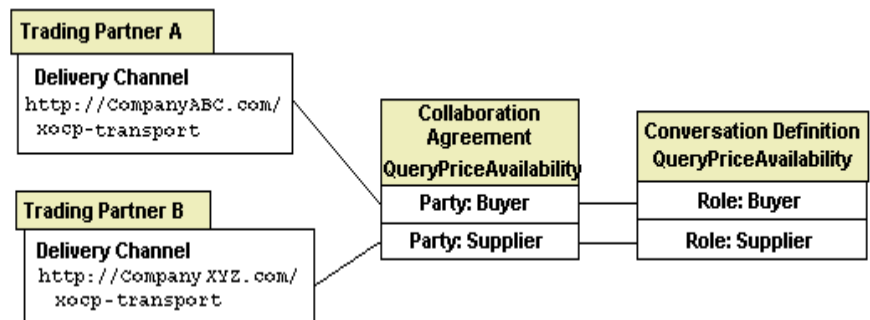 Trading Partner A
Delivery Channel
http://CompanyABC.com/
xocp-transport
Trading Partner B
Delivery Channel
http://Company XYZ.com/
xocp-transport
Collaboration
Agreement
QueryPriceAvailability
Party: Buyer
Party: Supplier
Conversation Definition
QueryPriceAvailability
Role: Buyer
Role: Supplier